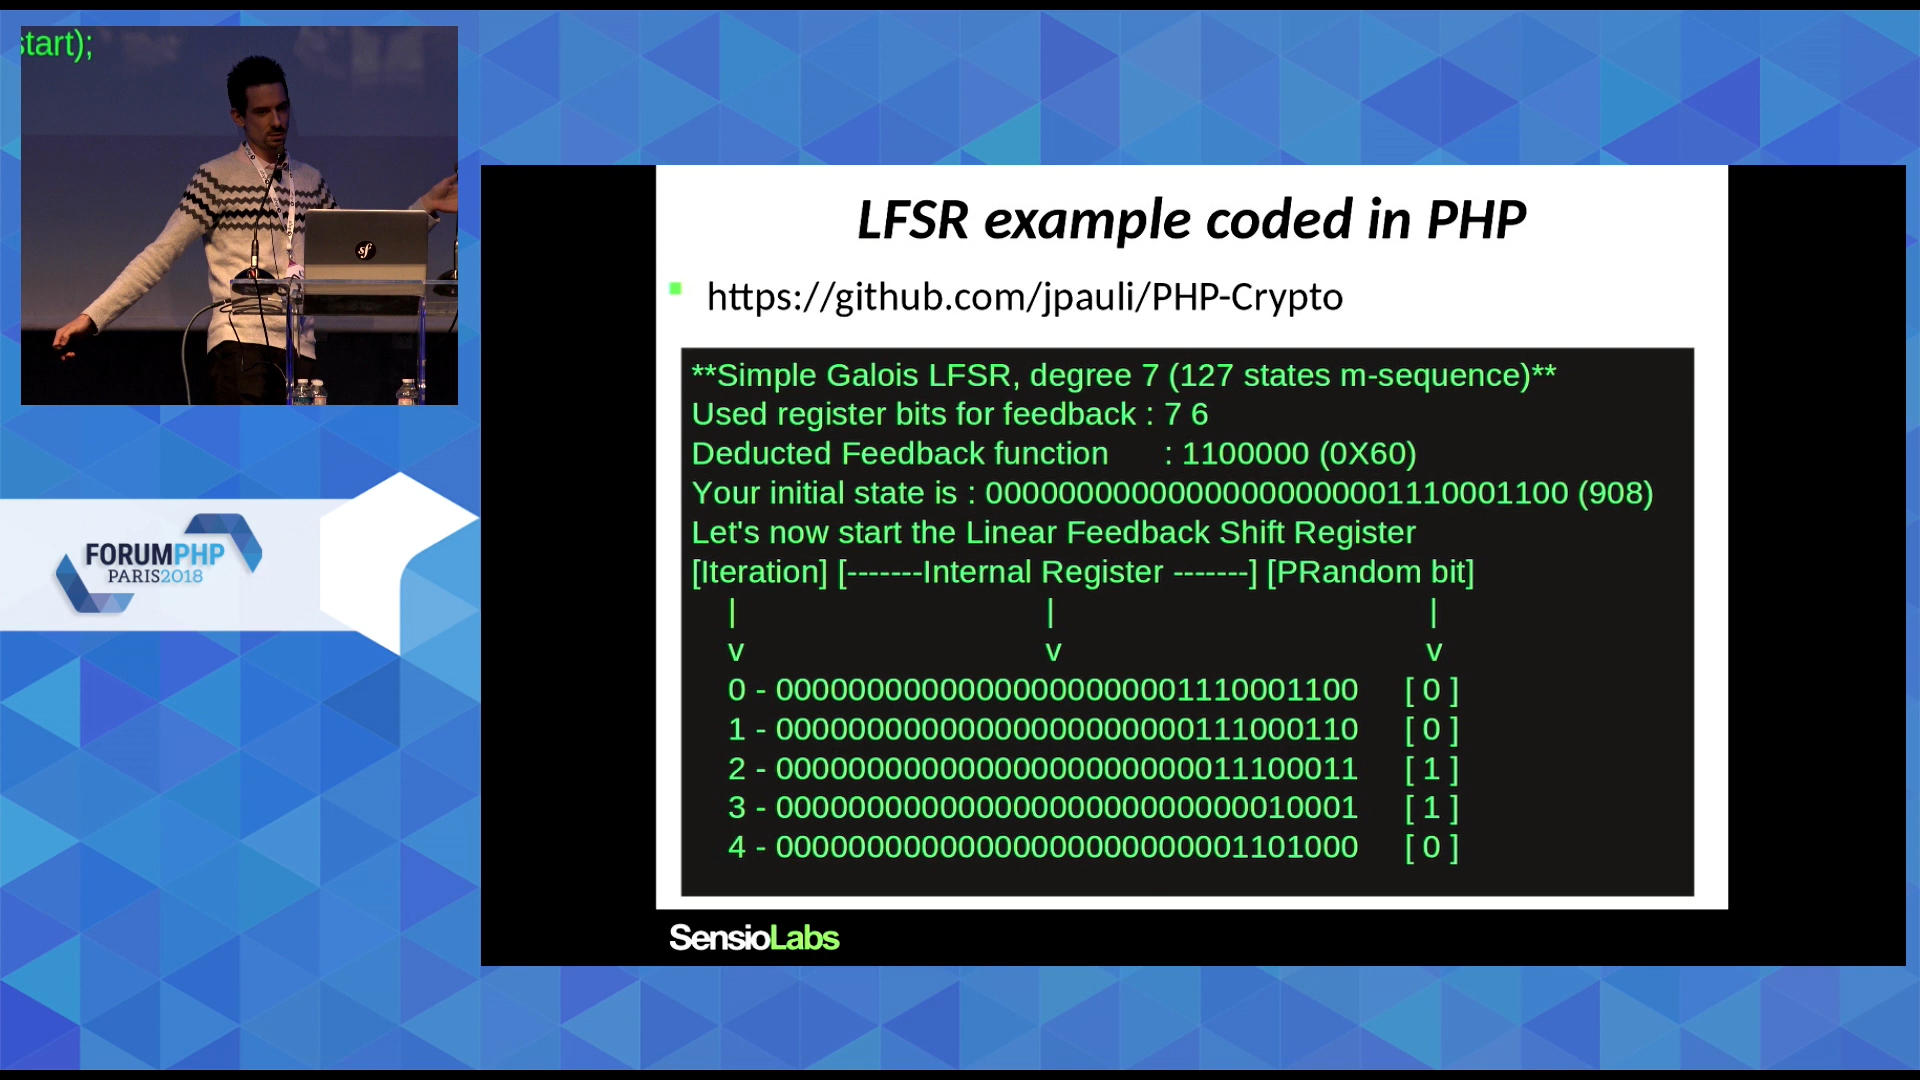 start);
LFSR example coded in PHP
https://github.com/jpauli/PHP-Crypto
**Simple Galois LFSR, degree 7 (127 states m-sequence)**
Used register bits for feedback : 7 6
Deducted Feedback function : 1100000 (0X60)
Your initial state is : 00000000000000000000001110001100 (908)
Let's now start the Linear Feedback Shift Register
[Iteration] [-------Internal Register -------] [PRandom bit]
| | |
v v v
0 - 00000000000000000000001110001100 [ 0 ]
1 - 00000000000000000000000111000110 [ 0 ]
2 - 00000000000000000000000011100011 [ 1 ]
3 - 00000000000000000000000000010001 [ 1 ]
4 - 00000000000000000000000001101000 [ 0 ]
SensioLabs
FORUMPHP
PARIS2018
sf